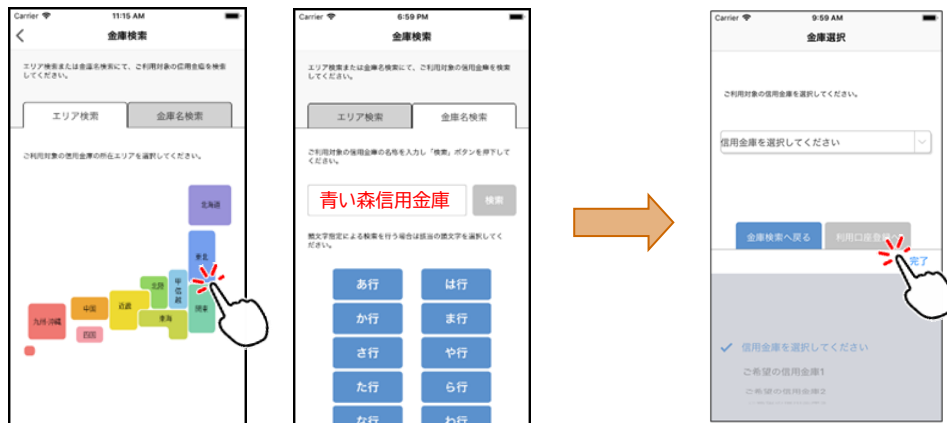 Carrier 11:15 AM
金庫検索
エリア検索または金庫名検索にて、ご利用対象の信用金庫を検索
してください。
エリア検索 金庫名検索
ご利用対象の信用金庫の所在エリアを選択してください。
北海道
東北
北陸
甲信越
関東
近畿
東海
中国
四国
九州・沖縄
Carrier 6:59 PM
金庫検索
エリア検索または金庫名検索にて、ご利用対象の信用金庫を検索
してください。
エリア検索 金庫名検索
ご利用対象の信用金庫の名称を入力し「検索」ボタンを押下して
ください。
青い森信用金庫 検索
頭文字指定による検索を行う場合は該当の頭文字を選択してく
ださい。
あ行 は行
か行 ま行
さ行 や行
た行 ら行
な行 わ行
Carrier 9:59 AM
金庫選択
ご利用対象の信用金庫を選択してください。
信用金庫を選択してください
金庫検索へ戻る 利用口座登録へ
完了
信用金庫を選択してください
ご希望の信用金庫1
ご希望の信用金庫2